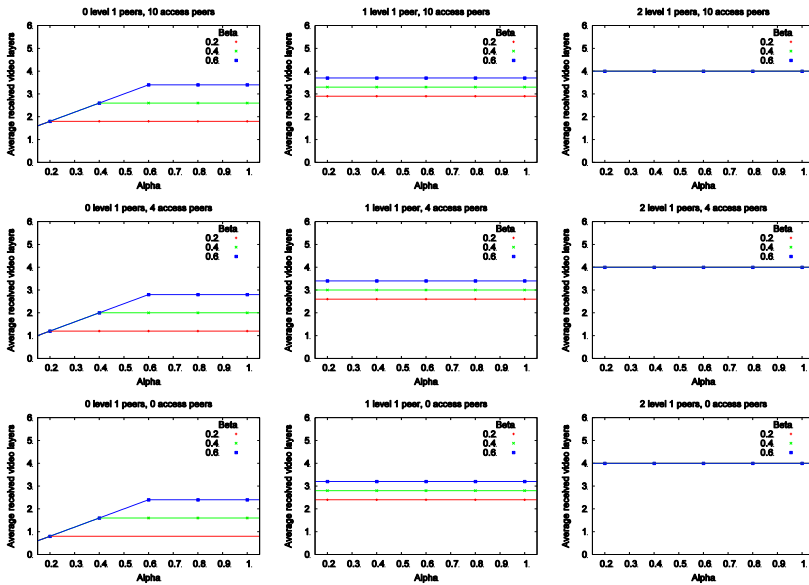 0 level 1 peers, 10 access peers
Average received video layers
6.
5.
4.
3.
2.
1.
0.
Beta
0.2
0.4
0.6
0.2 0.3 0.4 0.5 0.6 0.7 0.8 0.9 1.
Alpha
1 level 1 peer, 10 access peers
Average received video layers
6.
5.
4.
3.
2.
1.
0.
Beta
0.2
0.4
0.6
0.2 0.3 0.4 0.5 0.6 0.7 0.8 0.9 1.
Alpha
2 level 1 peers, 10 access peers
Average received video layers
6.
5.
4.
3.
2.
1.
0.
Beta
0.2
0.4
0.6
0.2 0.3 0.4 0.5 0.6 0.7 0.8 0.9 1.
Alpha
0 level 1 peers, 4 access peers
Average received video layers
6.
5.
4.
3.
2.
1.
0.
Beta
0.2
0.4
0.6
0.2 0.3 0.4 0.5 0.6 0.7 0.8 0.9 1.
Alpha
1 level 1 peer, 4 access peers
Average received video layers
6.
5.
4.
3.
2.
1.
0.
Beta
0.2
0.4
0.6
0.2 0.3 0.4 0.5 0.6 0.7 0.8 0.9 1.
Alpha
2 level 1 peers, 4 access peers
Average received video layers
6.
5.
4.
3.
2.
1.
0.
Beta
0.2
0.4
0.6
0.2 0.3 0.4 0.5 0.6 0.7 0.8 0.9 1.
Alpha
0 level 1 peers, 0 access peers
Average received video layers
6.
5.
4.
3.
2.
1.
0.
Beta
0.2
0.4
0.6
0.2 0.3 0.4 0.5 0.6 0.7 0.8 0.9 1.
Alpha
1 level 1 peer, 0 access peers
Average received video layers
6.
5.
4.
3.
2.
1.
0.
Beta
0.2
0.4
0.6
0.2 0.3 0.4 0.5 0.6 0.7 0.8 0.9 1.
Alpha
2 level 1 peers, 0 access peers
Average received video layers
6.
5.
4.
3.
2.
1.
0.
Beta
0.2
0.4
0.6
0.2 0.3 0.4 0.5 0.6 0.7 0.8 0.9 1.
Alpha